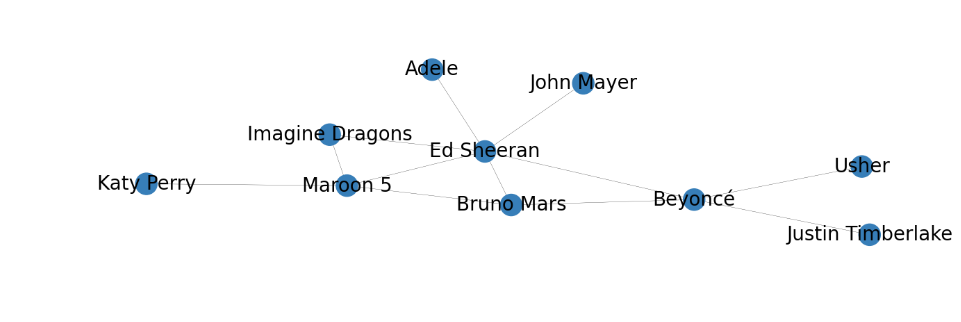 Adele
John Mayer
Imagine Dragons
Ed Sheeran
Usher
Katy Perry
Maroon 5
Beyoncé
Bruno Mars
Justin Timberlake